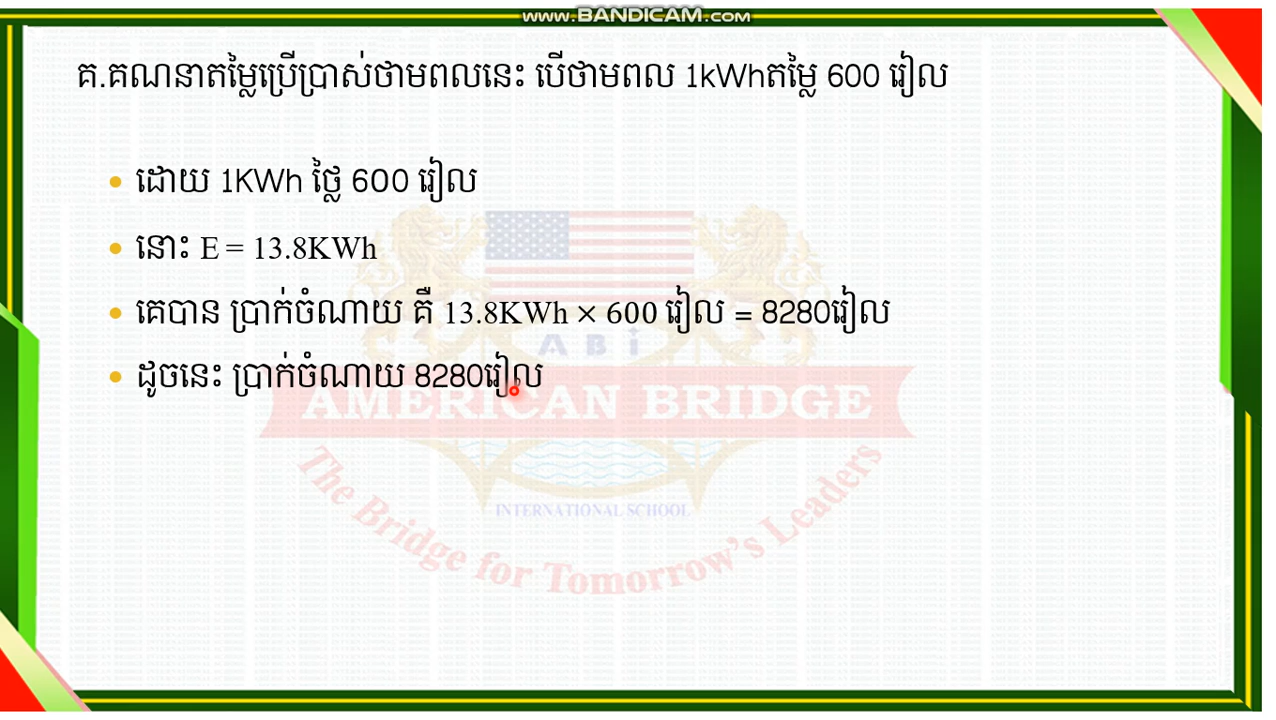 www.BANDICAM.com
គ.គណនាតម្លៃប្រើប្រាស់ថាមពលនេះ បើថាមពល 1kWhតម្លៃ 600 រៀល
• ដោយ 1KWh ថ្លៃ 600 រៀល
• នោះ E = 13.8KWh
• គេបាន ប្រាក់ចំណាយ គឺ 13.8KWh × 600 រៀល = 8280រៀល
• ដូចនេះ ប្រាក់ចំណាយ 8280រៀល
ABi
AMERICAN BRIDGE
INTERNATIONAL SCHOOL
The Bridge for Tomorrow's Leaders